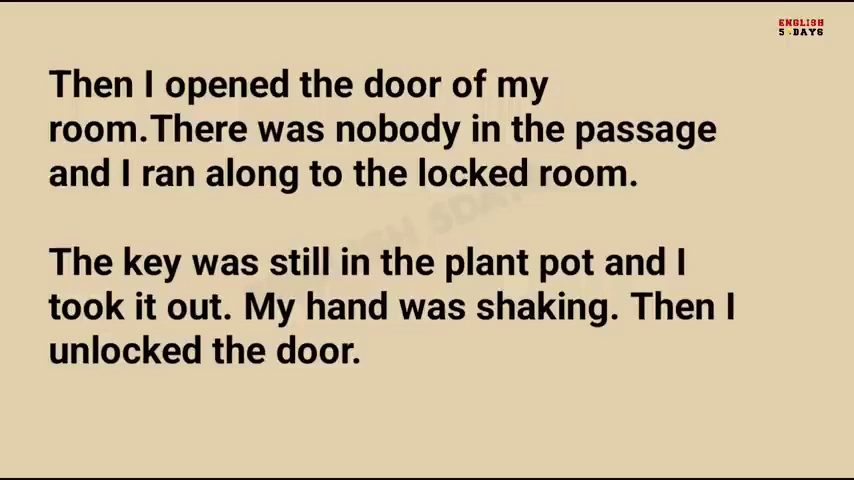 ENGLISH
5 DAYS
Then I opened the door of my
room.There was nobody in the passage
and I ran along to the locked room.
The key was still in the plant pot and I
took it out. My hand was shaking. Then I
unlocked the door.